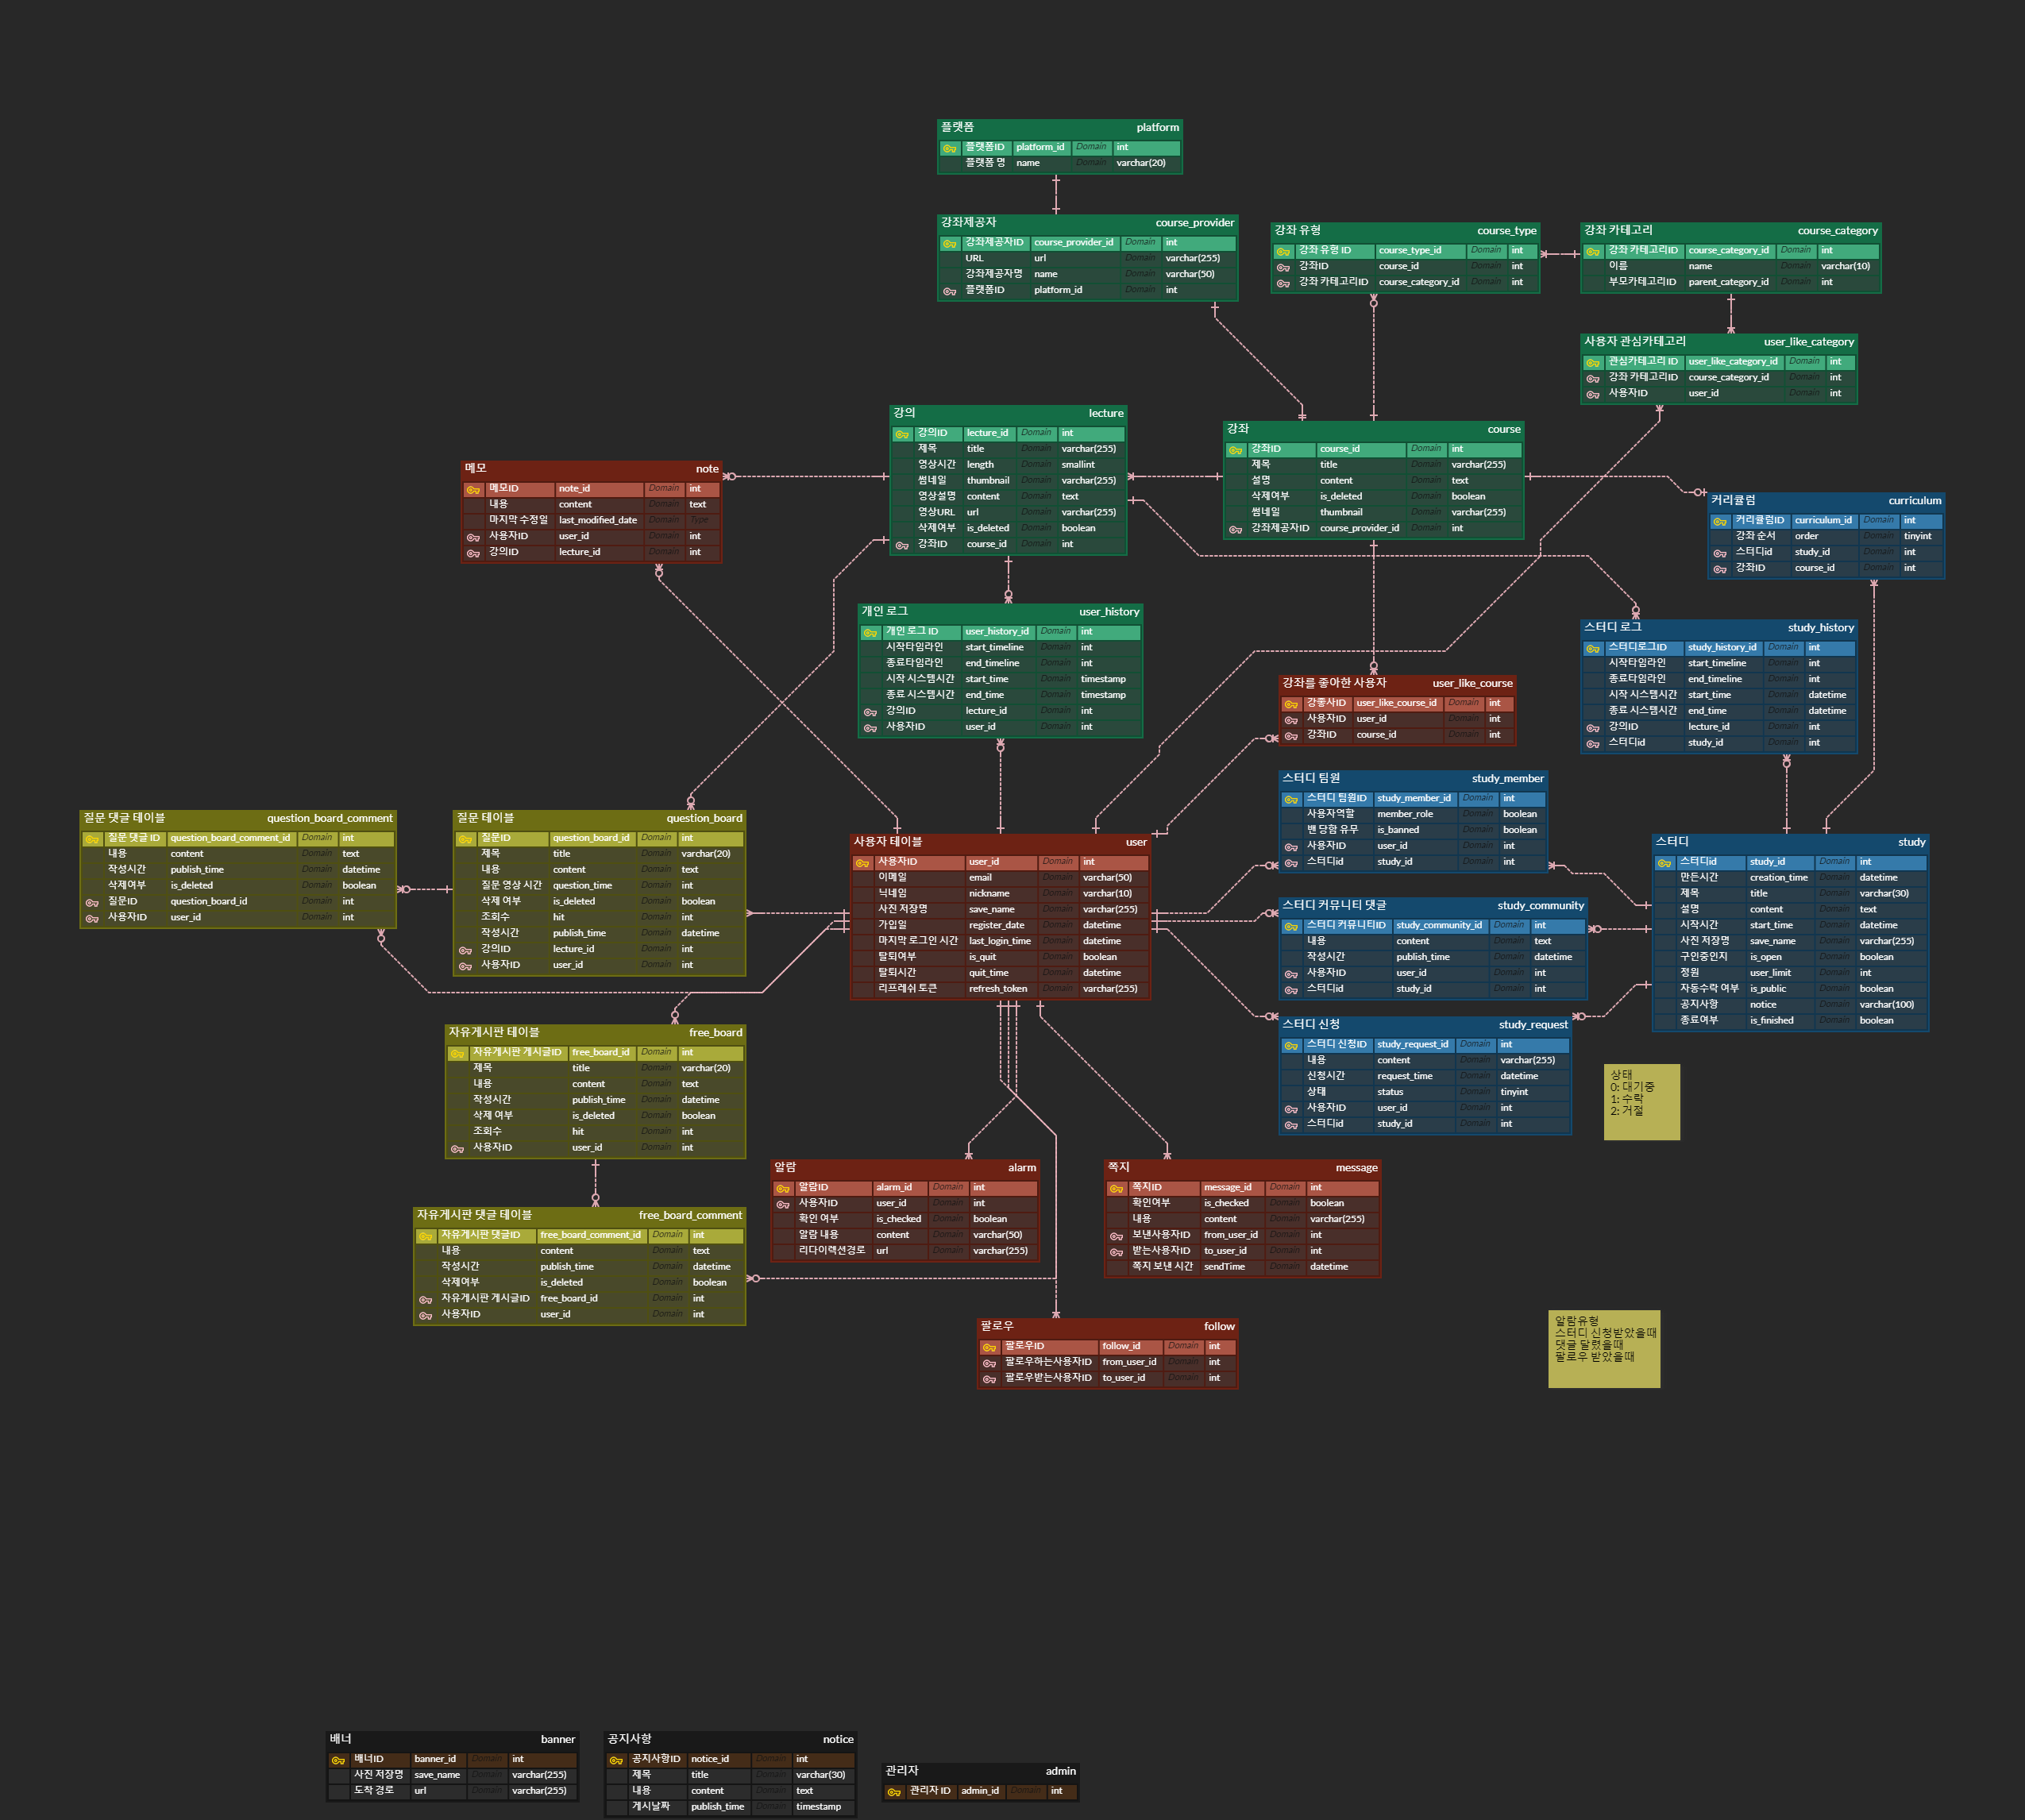 플랫폼 platform
플랫폼ID platform_id Domain int
플랫폼 명 name Domain varchar(20)
강좌제공자 course_provider
강좌제공자ID course_provider_id Domain int
URL url Domain varchar(255)
강좌제공자명 name Domain varchar(50)
플랫폼ID platform_id Domain int
강좌 유형 course_type
강좌 유형 ID course_type_id Domain int
강좌ID course_id Domain int
강좌 카테고리ID course_category_id Domain int
강좌 카테고리 course_category
강좌 카테고리ID course_category_id Domain int
이름 name Domain varchar(10)
부모카테고리ID parent_category_id Domain int
사용자 관심카테고리 user_like_category
관심카테고리 ID user_like_category_id Domain int
강좌 카테고리ID course_category_id Domain int
사용자ID user_id Domain int
강의 lecture
강의ID lecture_id Domain int
제목 title Domain varchar(255)
영상시간 length Domain smallint
썸네일 thumbnail Domain varchar(255)
영상설명 content Domain text
영상URL url Domain varchar(255)
삭제여부 is_deleted Domain boolean
강좌ID course_id Domain int
강좌 course
강좌ID course_id Domain int
제목 title Domain varchar(255)
설명 content Domain text
삭제여부 is_deleted Domain boolean
썸네일 thumbnail Domain varchar(255)
강좌제공자ID course_provider_id Domain int
메모 note
메모ID note_id Domain int
내용 content Domain text
마지막 수정일 last_modified_date Domain Type
사용자ID user_id Domain int
강의ID lecture_id Domain int
커리큘럼 curriculum
커리큘럼ID curriculum_id Domain int
강좌 순서 order Domain tinyint
스터디id study_id Domain int
강좌ID course_id Domain int
개인 로그 user_history
개인 로그 ID user_history_id Domain int
시작타임라인 start_timeline Domain int
종료타임라인 end_timeline Domain int
시작 시스템시간 start_time Domain timestamp
종료 시스템시간 end_time Domain timestamp
강의ID lecture_id Domain int
사용자ID user_id Domain int
스터디 로그 study_history
스터디로그ID study_history_id Domain int
시작타임라인 start_timeline Domain int
종료타임라인 end_timeline Domain int
시작 시스템시간 start_time Domain datetime
종료 시스템시간 end_time Domain datetime
강의ID lecture_id Domain int
스터디id study_id Domain int
강좌를 좋아한 사용자 user_like_course
강좋사ID user_like_course_id Domain int
사용자ID user_id Domain int
강좌ID course_id Domain int
스터디 팀원 study_member
스터디 팀원ID study_member_id Domain int
사용자역할 member_role Domain boolean
밴 당함 유무 is_banned Domain boolean
사용자ID user_id Domain int
스터디id study_id Domain int
질문 댓글 테이블 question_board_comment
질문 댓글 ID question_board_comment_id Domain int
내용 content Domain text
작성시간 publish_time Domain datetime
삭제여부 is_deleted Domain boolean
질문ID question_board_id Domain int
사용자ID user_id Domain int
질문 테이블 question_board
질문ID question_board_id Domain int
제목 title Domain varchar(20)
내용 content Domain text
질문 영상 시간 question_time Domain int
삭제 여부 is_deleted Domain boolean
조회수 hit Domain int
작성시간 publish_time Domain datetime
강의ID lecture_id Domain int
사용자ID user_id Domain int
사용자 테이블 user
사용자ID user_id Domain int
이메일 email Domain varchar(50)
닉네임 nickname Domain varchar(10)
사진 저장명 save_name Domain varchar(255)
가입일 register_date Domain datetime
마지막 로그인 시간 last_login_time Domain datetime
탈퇴여부 is_quit Domain boolean
탈퇴시간 quit_time Domain datetime
리프레쉬 토큰 refresh_token Domain varchar(255)
스터디 study
스터디id study_id Domain int
만든시간 creation_time Domain datetime
제목 title Domain varchar(30)
설명 content Domain text
시작시간 start_time Domain datetime
사진 저장명 save_name Domain varchar(255)
구인중인지 is_open Domain boolean
정원 user_limit Domain int
자동수락 여부 is_public Domain boolean
공지사항 notice Domain varchar(100)
종료여부 is_finished Domain boolean
스터디 커뮤니티 댓글 study_community
스터디 커뮤니티ID study_community_id Domain int
내용 content Domain text
작성시간 publish_time Domain datetime
사용자ID user_id Domain int
스터디id study_id Domain int
스터디 신청 study_request
스터디 신청ID study_request_id Domain int
내용 content Domain varchar(255)
신청시간 request_time Domain datetime
상태 status Domain tinyint
사용자ID user_id Domain int
스터디id study_id Domain int
상태
0: 대기중
1: 수락
2: 거절
자유게시판 테이블 free_board
자유게시판 게시글ID free_board_id Domain int
제목 title Domain varchar(20)
내용 content Domain text
작성시간 publish_time Domain datetime
삭제 여부 is_deleted Domain boolean
조회수 hit Domain int
사용자ID user_id Domain int
알람 alarm
알람ID alarm_id Domain int
사용자ID user_id Domain int
확인 여부 is_checked Domain boolean
알람 내용 content Domain varchar(50)
리다이렉션경로 url Domain varchar(255)
쪽지 message
쪽지ID message_id Domain int
확인여부 is_checked Domain boolean
내용 content Domain varchar(255)
보낸사용자ID from_user_id Domain int
받는사용자ID to_user_id Domain int
쪽지 보낸 시간 sendTime Domain datetime
자유게시판 댓글 테이블 free_board_comment
자유게시판 댓글ID free_board_comment_id Domain int
내용 content Domain text
작성시간 publish_time Domain datetime
삭제여부 is_deleted Domain boolean
자유게시판 게시글ID free_board_id Domain int
사용자ID user_id Domain int
팔로우 follow
팔로우ID follow_id Domain int
팔로우하는사용자ID from_user_id Domain int
팔로우받는사용자ID to_user_id Domain int
알람유형
스터디 신청받았을때
댓글 달렸을때
팔로우 받았을때
배너 banner
배너ID banner_id Domain int
사진 저장명 save_name Domain varchar(255)
도착 경로 url Domain varchar(255)
공지사항 notice
공지사항ID notice_id Domain int
제목 title Domain varchar(30)
내용 content Domain text
게시날짜 publish_time Domain timestamp
관리자 admin
관리자 ID admin_id Domain int